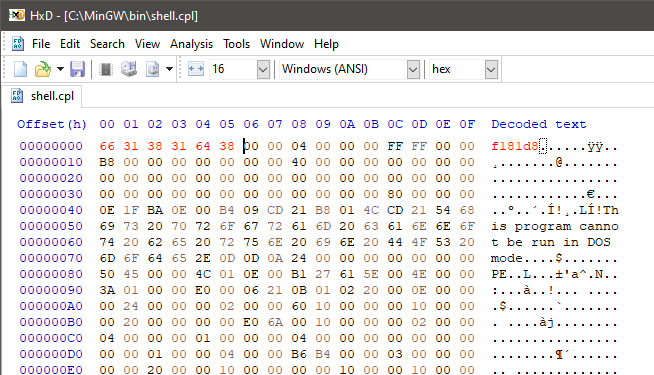 HxD - [C:\MinGW\bin\shell.cpl]
File Edit Search View Analysis Tools Window Help
16 Windows (ANSI) hex
shell.cpl
Offset(h) 00 01 02 03 04 05 06 07 08 09 0A 0B 0C 0D 0E 0F Decoded text
00000000 66 31 38 31 64 38 00 00 04 00 00 00 FF FF 00 00 f181d8......ÿÿ..
00000010 B8 00 00 00 00 00 00 00 40 00 00 00 00 00 00 00 ¸.......@.......
00000020 00 00 00 00 00 00 00 00 00 00 00 00 00 00 00 00 ................
00000030 00 00 00 00 00 00 00 00 00 00 00 00 80 00 00 00 ............€...
00000040 0E 1F BA 0E 00 B4 09 CD 21 B8 01 4C CD 21 54 68 ..º..´.Í!¸.LÍ!Th
00000050 69 73 20 70 72 6F 67 72 61 6D 20 63 61 6E 6E 6F is program canno
00000060 74 20 62 65 20 72 75 6E 20 69 6E 20 44 4F 53 20 t be run in DOS
00000070 6D 6F 64 65 2E 0D 0D 0A 24 00 00 00 00 00 00 00 mode....$.......
00000080 50 45 00 00 4C 01 0E 00 B1 27 61 5E 00 4E 00 00 PE..L...±'a^.N..
00000090 3A 01 00 00 E0 00 06 21 0B 01 02 20 00 0E 00 00 :...à..!... ....
000000A0 00 24 00 00 00 02 00 00 60 10 00 00 00 10 00 00 .$......`.......
000000B0 00 20 00 00 00 E0 6A 00 10 00 00 00 02 00 00 . ....àj........
000000C0 04 00 00 00 01 00 00 00 04 00 00 00 00 00 00 00 ................
000000D0 00 00 01 00 00 04 00 00 B6 B4 00 00 03 00 00 00 ........¶´......
000000E0 00 00 20 00 00 10 00 00 00 00 10 00 00 10 00 00 .. .............